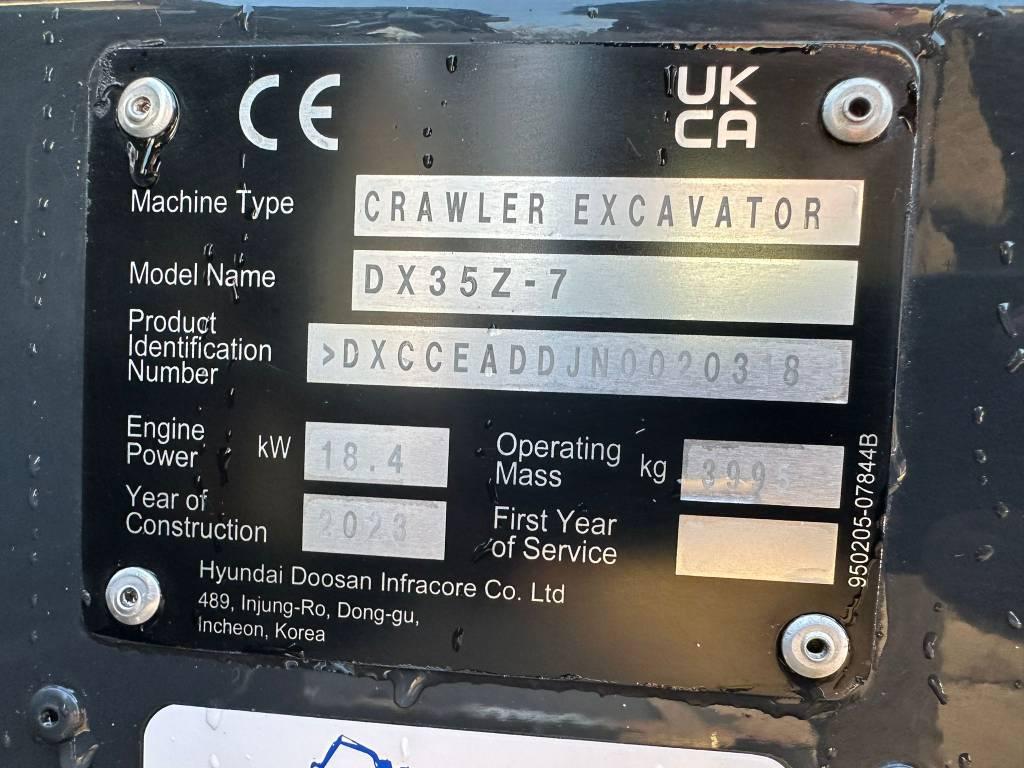 CE
UK
CA
Machine Type CRAWLER EXCAVATOR
Model Name DX35Z-7
Product
Identification
Number >DXCCEADDJN0020318
Engine
Power kW 18.4
Operating
Mass kg 3995
Year of
Construction 2023
First Year
of Service
Hyundai Doosan Infracore Co. Ltd
489, Injung-Ro, Dong-gu,
Incheon, Korea
950205-07844B